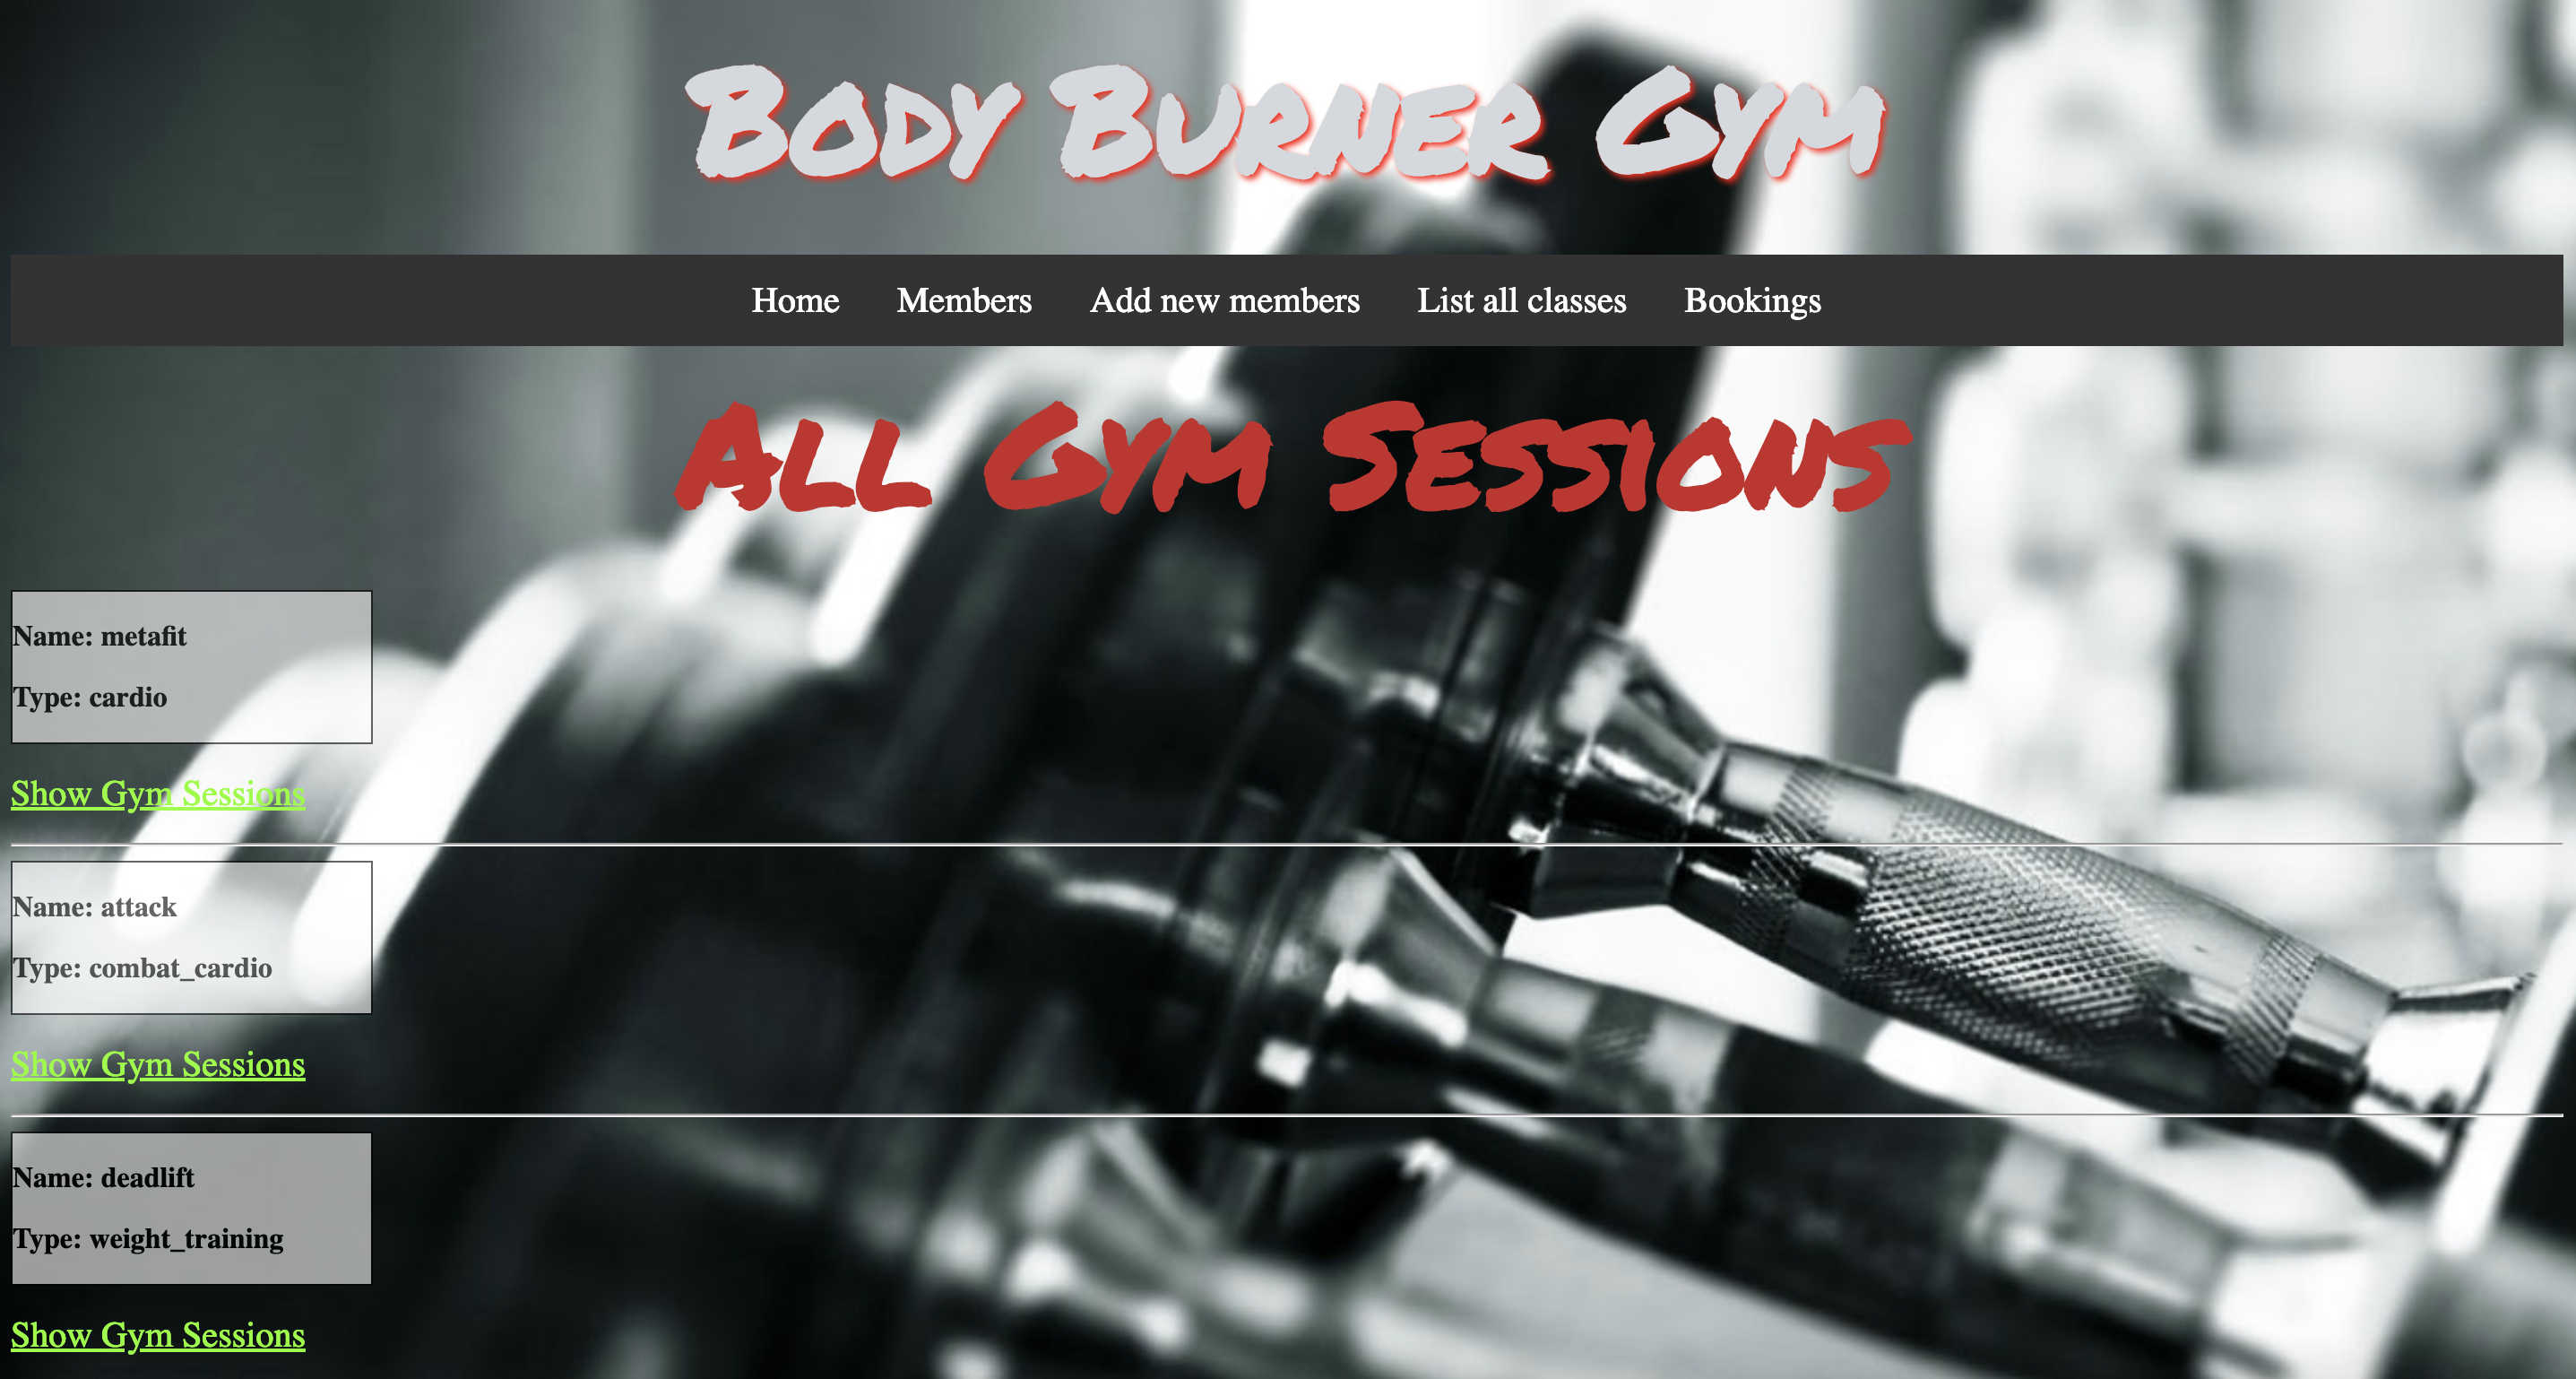 Body Burner Gym
Home Members Add new members List all classes Bookings
All Gym Sessions
Name: metafit
Type: cardio
Show Gym Sessions
Name: attack
Type: combat_cardio
Show Gym Sessions
Name: deadlift
Type: weight_training
Show Gym Sessions